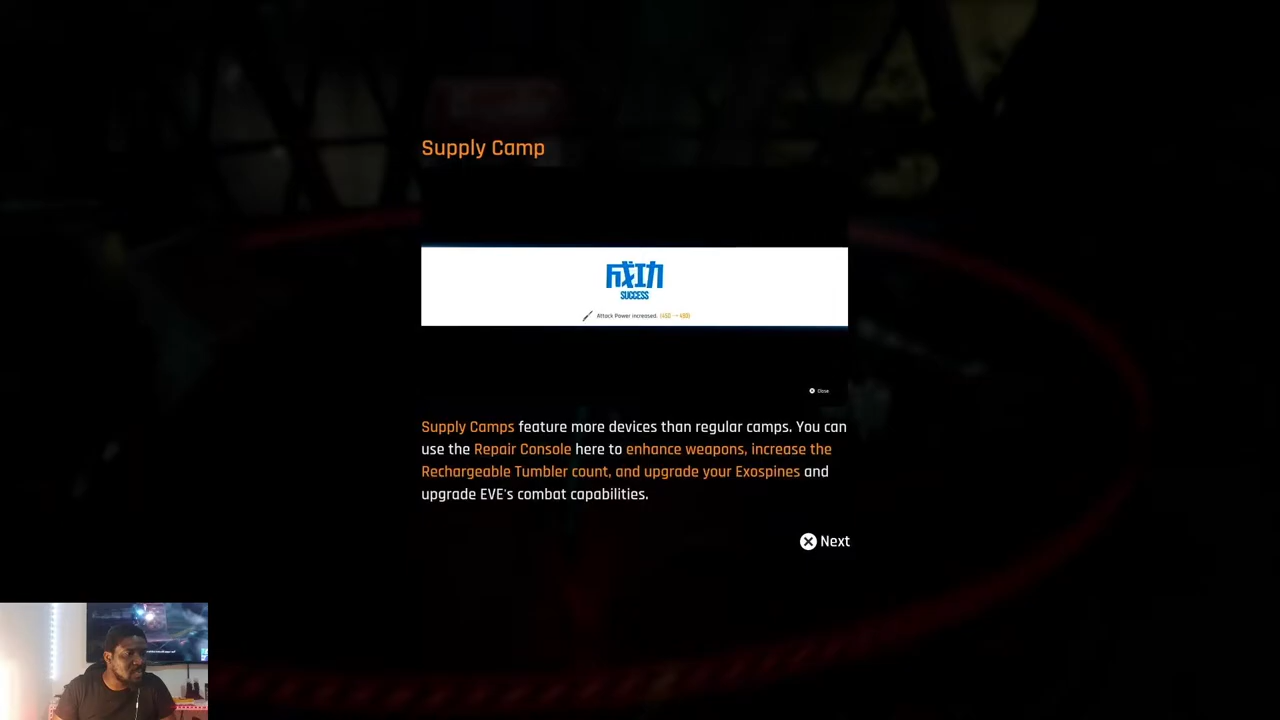 Supply Camp
成功
SUCCESS
Attack Power increased.
Close
Supply Camps feature more devices than regular camps. You can
use the Repair Console here to enhance weapons, increase the
Rechargeable Tumbler count, and upgrade your Exospines and
upgrade EVE's combat capabilities.
Next